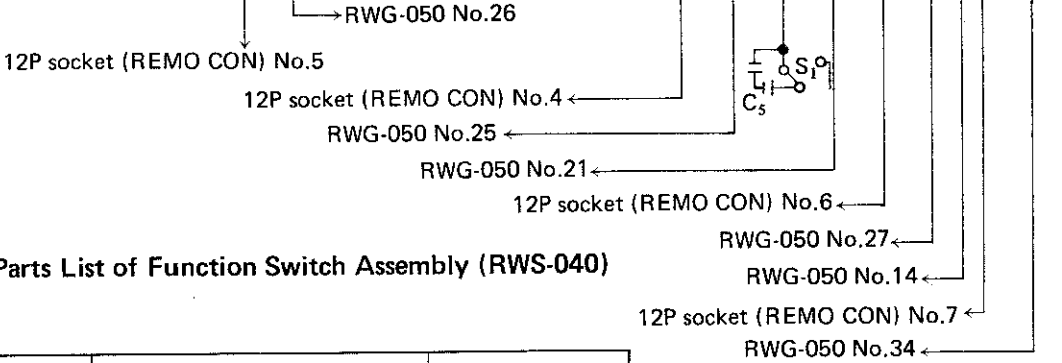 RWG-050 No.26
12P socket (REMO CON) No.5
S1
C5
12P socket (REMO CON) No.4
RWG-050 No.25
RWG-050 No.21
12P socket (REMO CON) No.6
RWG-050 No.27
Parts List of Function Switch Assembly (RWS-040)
RWG-050 No.14
12P socket (REMO CON) No.7
RWG-050 No.34